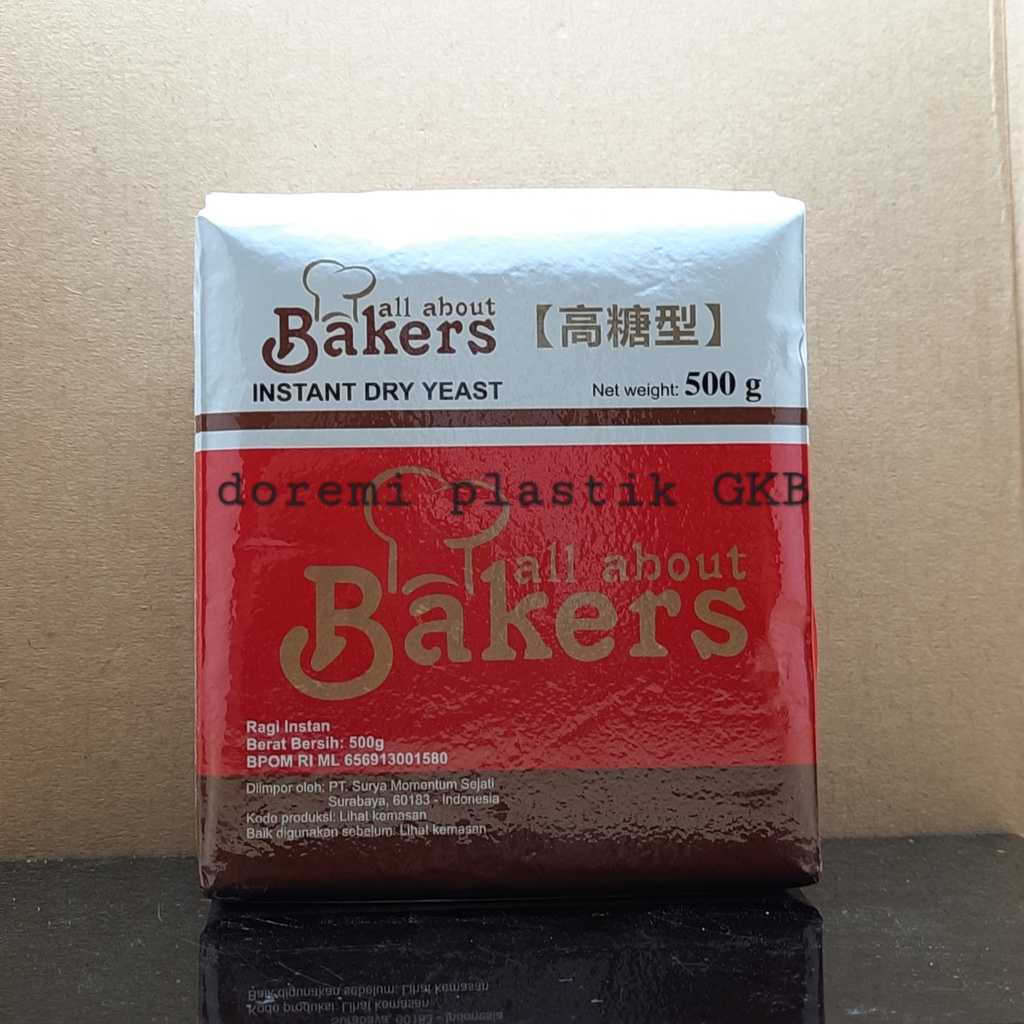 all about
Bakers
【高糖型】
INSTANT DRY YEAST
Net weight: 500 g
doremi plastik GKB
all about
Bakers
Ragi Instan
Berat Bersih: 500g
BPOM RI ML 656913001580
Diimpor oleh: PT. Surya Momentum Sejati
Surabaya, 60183 - Indonesia
Kode produksi: Lihat kemasan
Baik digunakan sebelum: Lihat kemasan